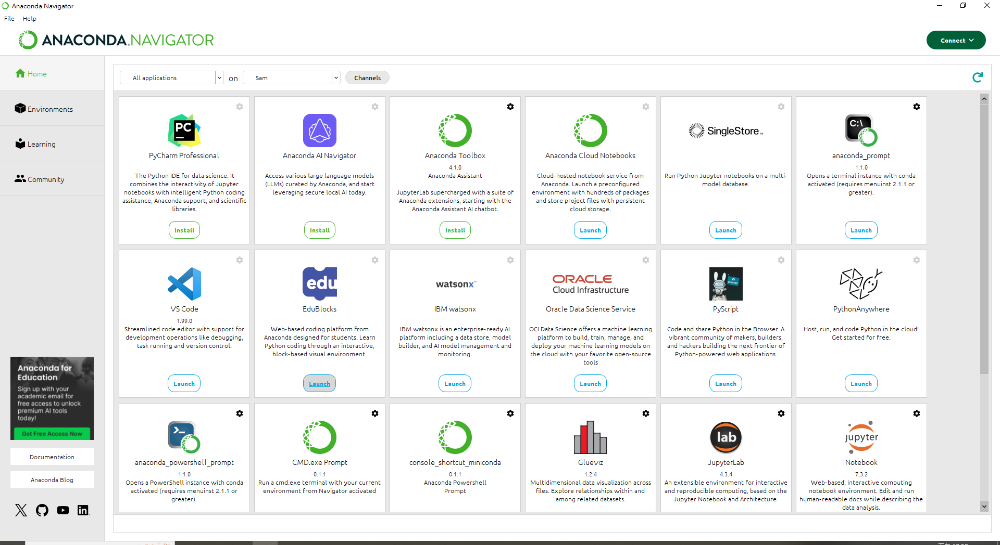 Anaconda Navigator
File Help
ANACONDA.NAVIGATOR
Connect
Home
Environments
Learning
Community
All applications on Sam Channels
PC
PyCharm Professional
The Python IDE for data science. It
combines the interactivity of Jupyter
notebooks with intelligent Python coding
assistance, Anaconda support, and scientific
libraries.
Install
Anaconda AI Navigator
Access various large language models
(LLMs) curated by Anaconda, and start
leveraging secure local AI today.
Install
Anaconda Toolbox
4.1.0
Anaconda Assistant
JupyterLab supercharged with a suite of
Anaconda extensions, starting with the
Anaconda Assistant AI chatbot.
Install
Anaconda Cloud Notebooks
Cloud-hosted notebook service from
Anaconda. Launch a preconfigured
environment with hundreds of packages
and store project files with persistent
cloud storage.
Launch
SingleStore™
Run Python Jupyter notebooks on a multi-
model database.
Launch
C:\
anaconda_prompt
1.1.0
Opens a terminal instance with conda
activated (requires menuinst 2.1.1 or
greater).
Launch
VS Code
1.99.0
Streamlined code editor with support for
development operations like debugging,
task running and version control.
Launch
edu
EduBlocks
Web-based coding platform from
Anaconda designed for students. Learn
Python coding through an interactive,
block-based visual environment.
Launch
watsonx™
IBM watsonx
IBM watsonx is an enterprise-ready AI
platform including a data store, model
builder, and AI model management and
monitoring.
Launch
ORACLE
Cloud Infrastructure
Oracle Data Science Service
OCI Data Science offers a machine learning
platform to build, train, manage, and
deploy your machine learning models on
the cloud with your favorite open-source
tools
Launch
PyScript
Code and share Python in the Browser. A
vibrant community of makers, builders,
and hackers building the next frontier of
Python-powered web applications.
Launch
PythonAnywhere
Host, run, and code Python in the cloud!
Get started for free.
Launch
anaconda_powershell_prompt
1.1.0
Opens a PowerShell instance with conda
activated (requires menuinst 2.1.1 or
greater).
CMD.exe Prompt
0.1.1
Run a cmd.exe terminal with your current
environment from Navigator activated
console_shortcut_miniconda
0.1.1
Anaconda Powershell
Prompt
Glueviz
1.2.4
Multidimensional data visualization across
files. Explore relationships within and
among related datasets.
lab
JupyterLab
4.3.4
An extensible environment for interactive
and reproducible computing, based on the
Jupyter Notebook and Architecture.
jupyter
Notebook
7.3.2
Web-based, interactive computing
notebook environment. Edit and run
human-readable docs while describing the
data analysis.
Anaconda for
Education
Sign up with your
academic email for
free access to unlock
premium AI tools
today!
Get Free Access Now
Documentation
Anaconda Blog